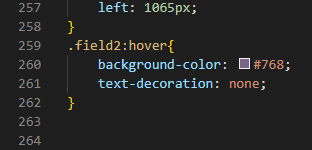 257 left: 1065px;
258 }
259 .field2:hover{
260 background-color: #768;
261 text-decoration: none;
262 }
263
264